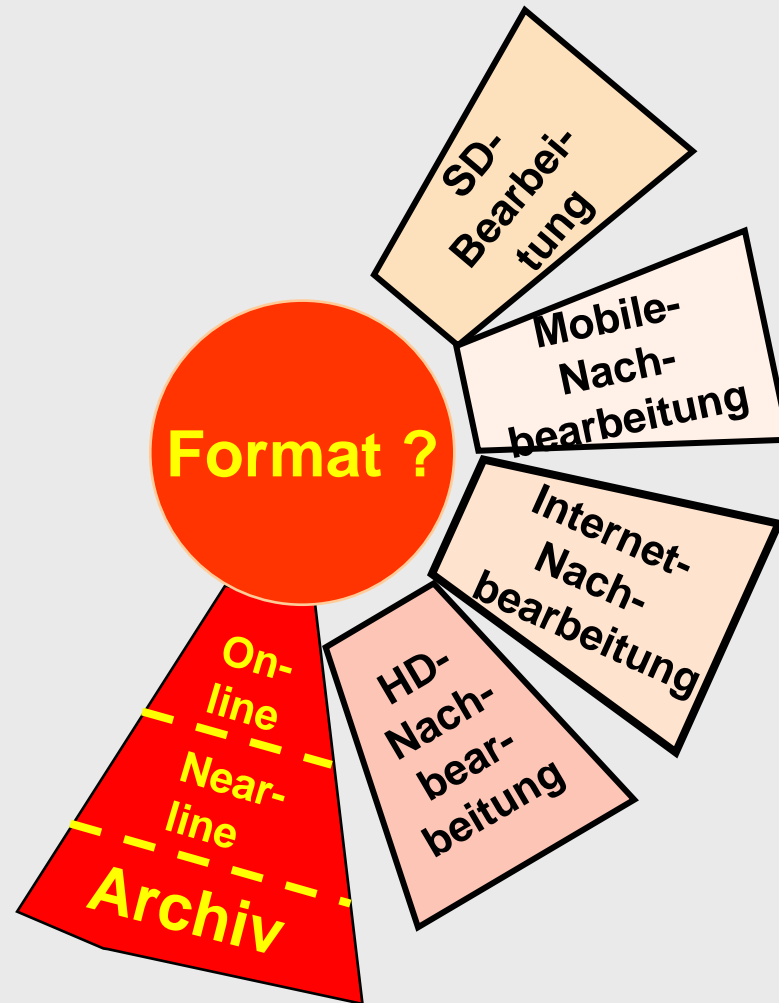 SD-
Bearbei-
tung
Mobile-
Nach-
bearbeitung
Format ?
Internet-
Nach-
bearbeitung
HD-
Nach-
bear-
beitung
On-
line
Near-
line
Archiv